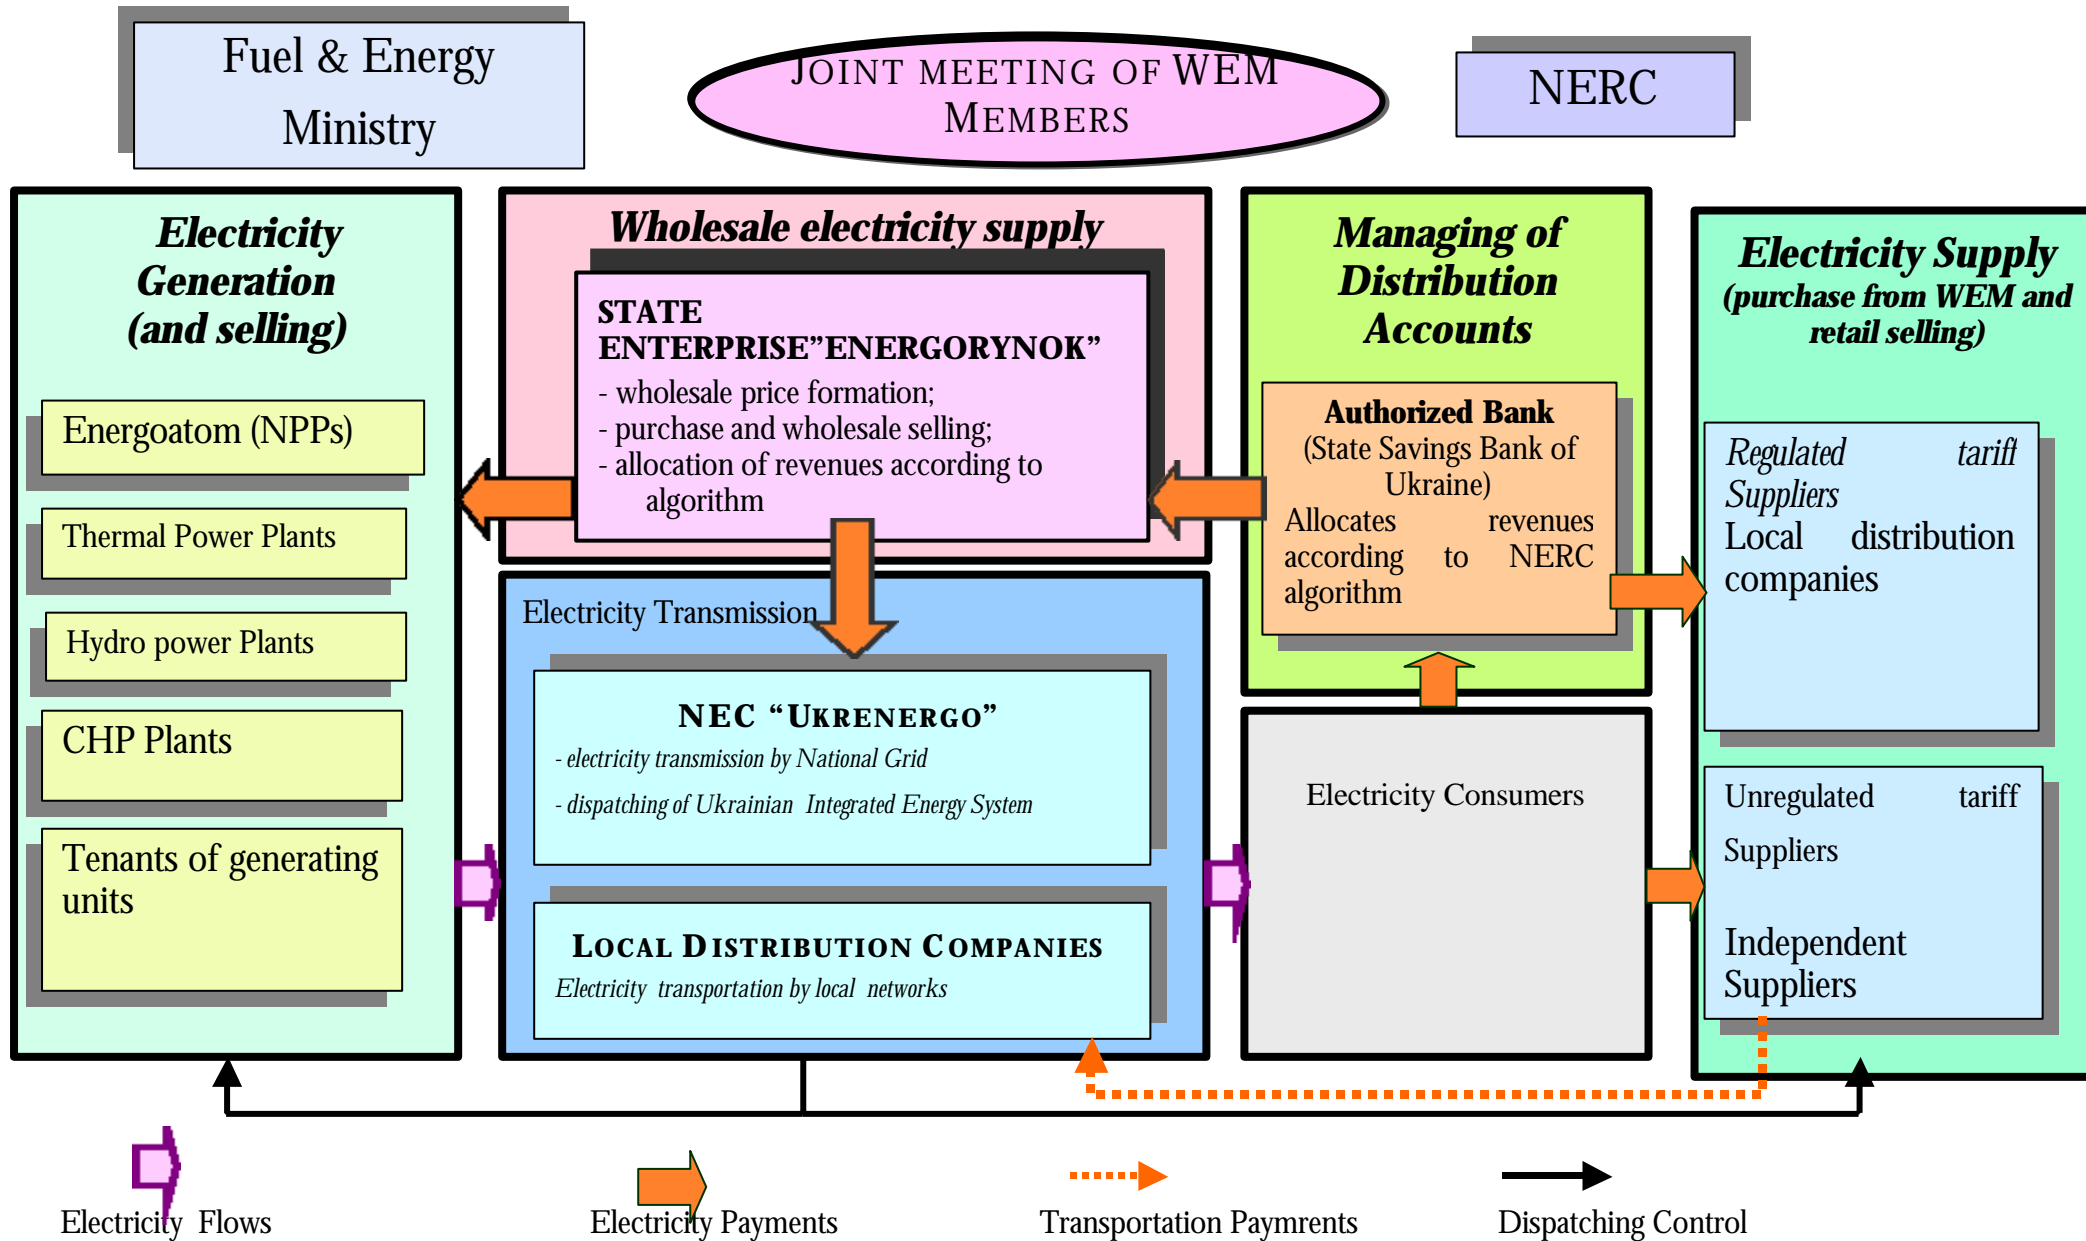 Fuel & Energy
Ministry
JOINT MEETING OF WEM
MEMBERS
NERC
Electricity
Generation
(and selling)
Energoatom (NPPs)
Thermal Power Plants
Hydro power Plants
CHP Plants
Tenants of generating
units
Wholesale electricity supply
STATE
ENTERPRISE”ENERGORYNOK”
- wholesale price formation;
- purchase and wholesale selling;
- allocation of revenues according to
algorithm
Electricity Transmission
NEC “UKRENERGO”
- electricity transmission by National Grid
- dispatching of Ukrainian Integrated Energy System
LOCAL DISTRIBUTION COMPANIES
Electricity transportation by local networks
Managing of
Distribution
Accounts
Authorized Bank
(State Savings Bank of
Ukraine)
Allocates revenues
according to NERC
algorithm
Electricity Consumers
Electricity Supply
(purchase from WEM and
retail selling)
Regulated tariff
Suppliers
Local distribution
companies
Unregulated tariff
Suppliers
Independent
Suppliers
Electricity Flows
Electricity Payments
Transportation Paymrents
Dispatching Control